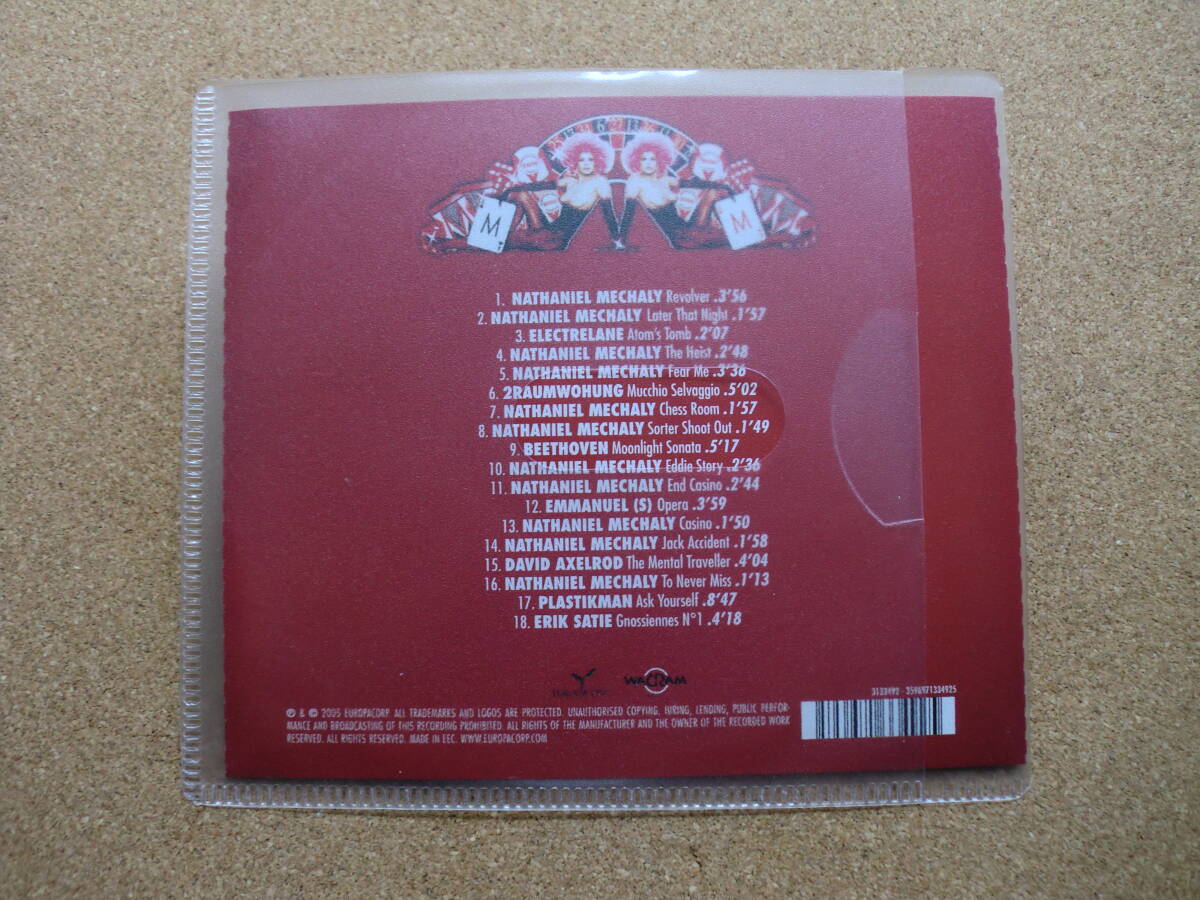 M M
1. NATHANIEL MECHALY Revolver .3'56
2. NATHANIEL MECHALY Later That Night .1'57
3. ELECTRELANE Atom's Tomb .2'07
4. NATHANIEL MECHALY The Heist .2'48
5. NATHANIEL MECHALY Fear Me .3'36
6. 2RAUMWOHUNG Mucchio Selvaggio .5'02
7. NATHANIEL MECHALY Chess Room .1'57
8. NATHANIEL MECHALY Sorter Shoot Out .1'49
9. BEETHOVEN Moonlight Sonata .5'17
10. NATHANIEL MECHALY Eddie Story .2'36
11. NATHANIEL MECHALY End Casino .2'44
12. EMMANUEL (S) Opera .3'59
13. NATHANIEL MECHALY Casino .1'50
14. NATHANIEL MECHALY Jack Accident .1'58
15. DAVID AXELROD The Mental Traveller .4'04
16. NATHANIEL MECHALY To Never Miss .1'13
17. PLASTIKMAN Ask Yourself .8'47
18. ERIK SATIE Gnossiennes N°1 .4'18
WAGRAM
3133492 - 3596971334925
℗ & © 2005 EUROPACORP. ALL TRADEMARKS AND LOGOS ARE PROTECTED. UNAUTHORISED COPYING, HIRING, LENDING, PUBLIC PERFOR-
MANCE AND BROADCASTING OF THIS RECORDING PROHIBITED. ALL RIGHTS OF THE MANUFACTURER AND THE OWNER OF THE RECORDED WORK
RESERVED. ALL RIGHTS RESERVED. MADE IN EEC. WWW.EUROPACORP.COM